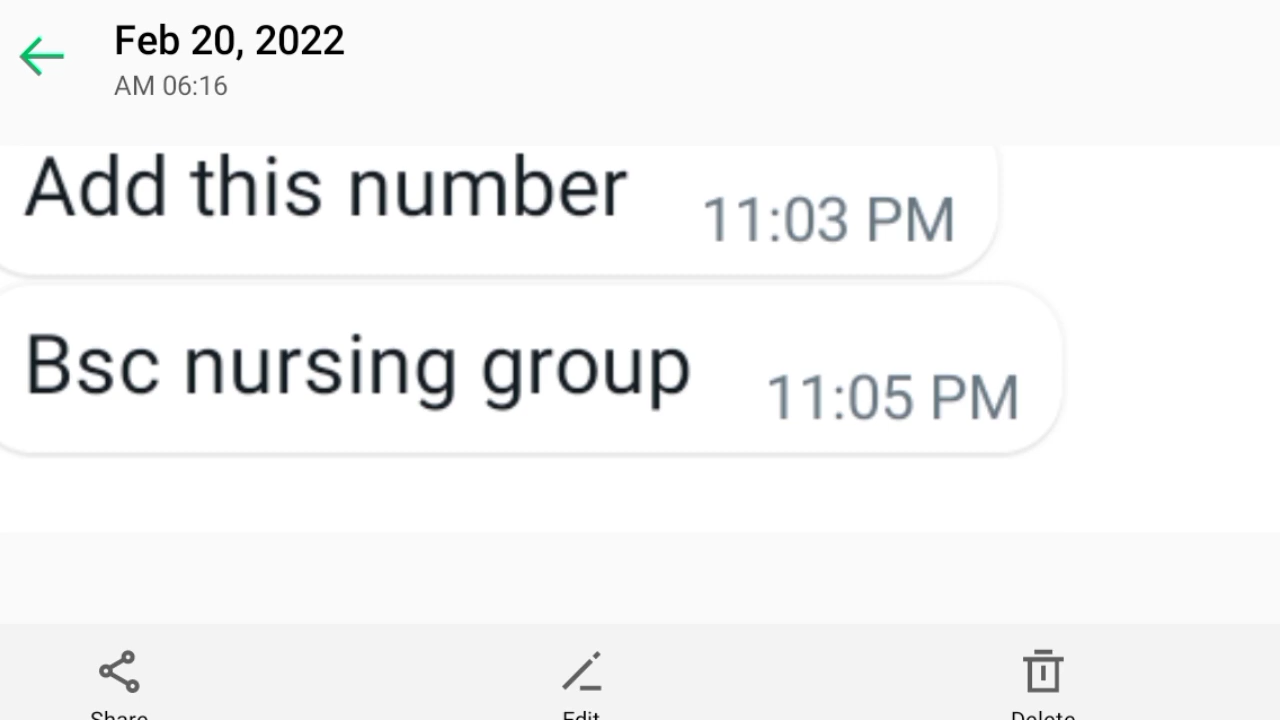 Feb 20, 2022
AM 06:16
Add this number 11:03 PM
Bsc nursing group 11:05 PM
Share Edit Delete